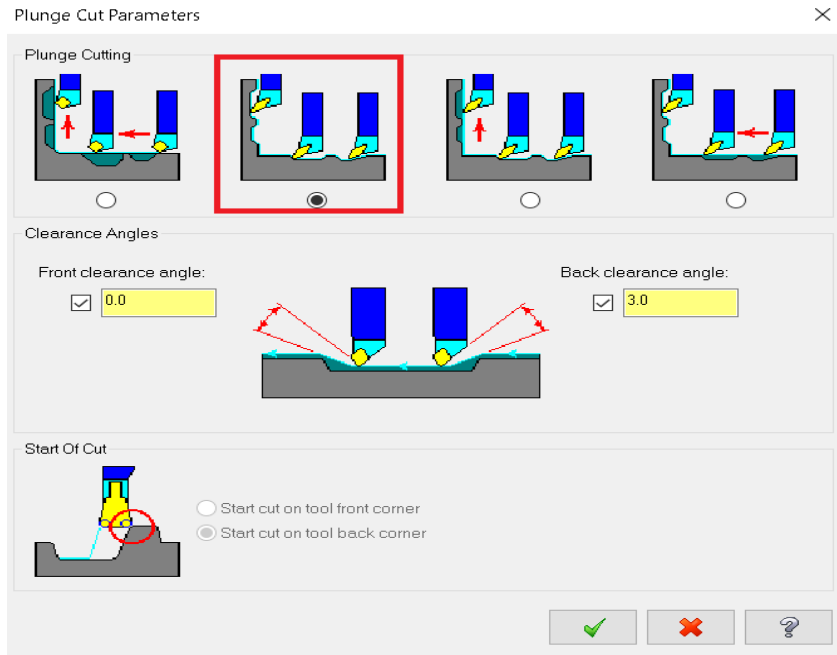 Plunge Cut Parameters
Plunge Cutting
Clearance Angles
Front clearance angle:
0.0
Back clearance angle:
3.0
Start Of Cut
Start cut on tool front corner
Start cut on tool back corner
?